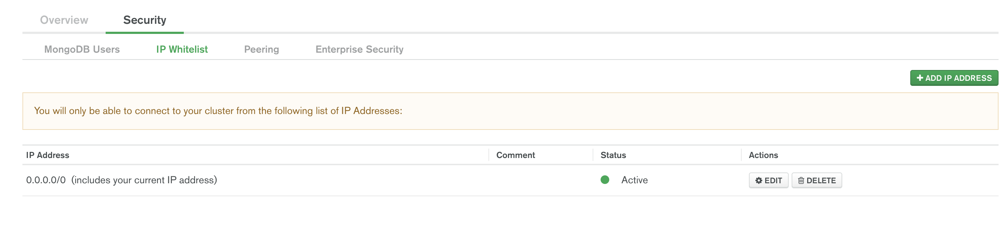 Overview Security
MongoDB Users IP Whitelist Peering Enterprise Security
ADD IP ADDRESS
You will only be able to connect to your cluster from the following list of IP Addresses:
IP Address Comment Status Actions
0.0.0.0/0 (includes your current IP address) Active EDIT DELETE